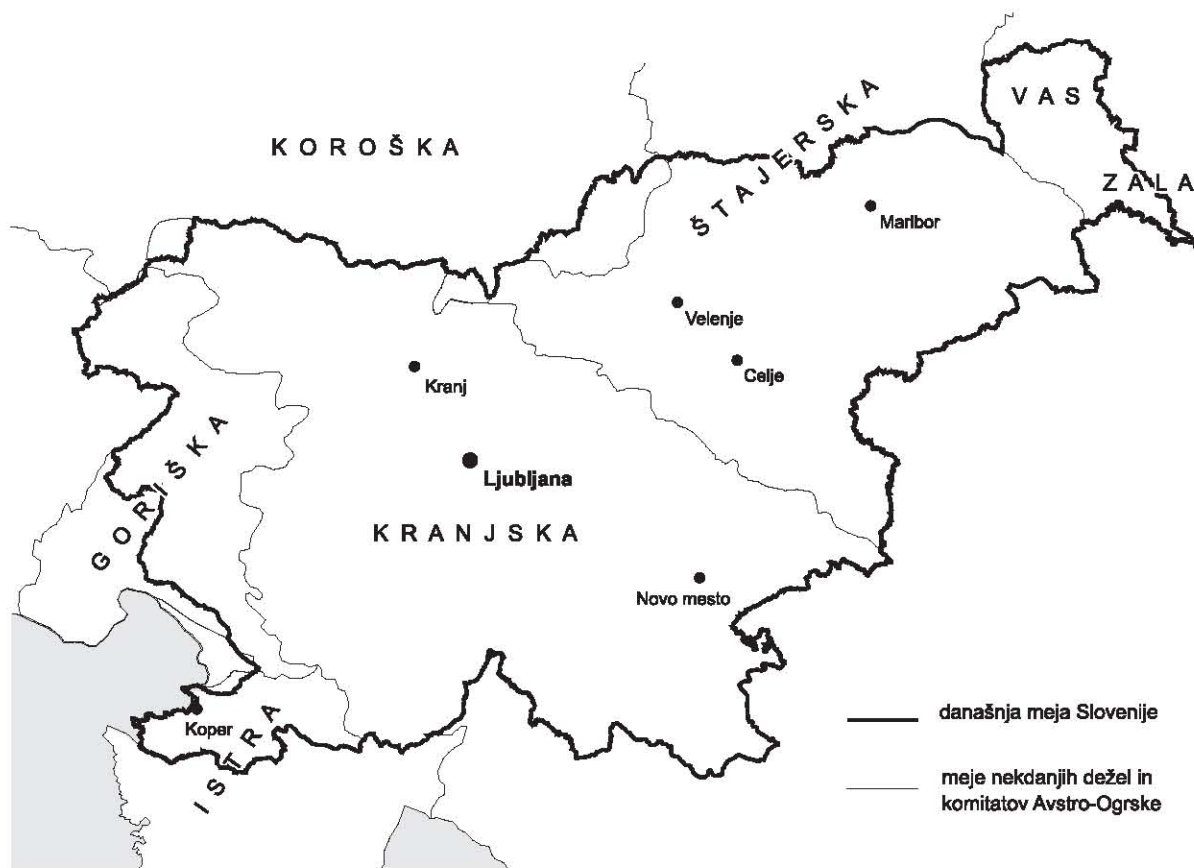 KOROŠKA
ŠTAJERSKA
VAS
ZALA
Maribor
Velenje
Celje
Kranj
Ljubljana
GORIŠKA
KRANJSKA
Novo mesto
Koper
ISTRA
današnja meja Slovenije
meje nekdanjih dežel in
komitatov Avstro-Ogrske